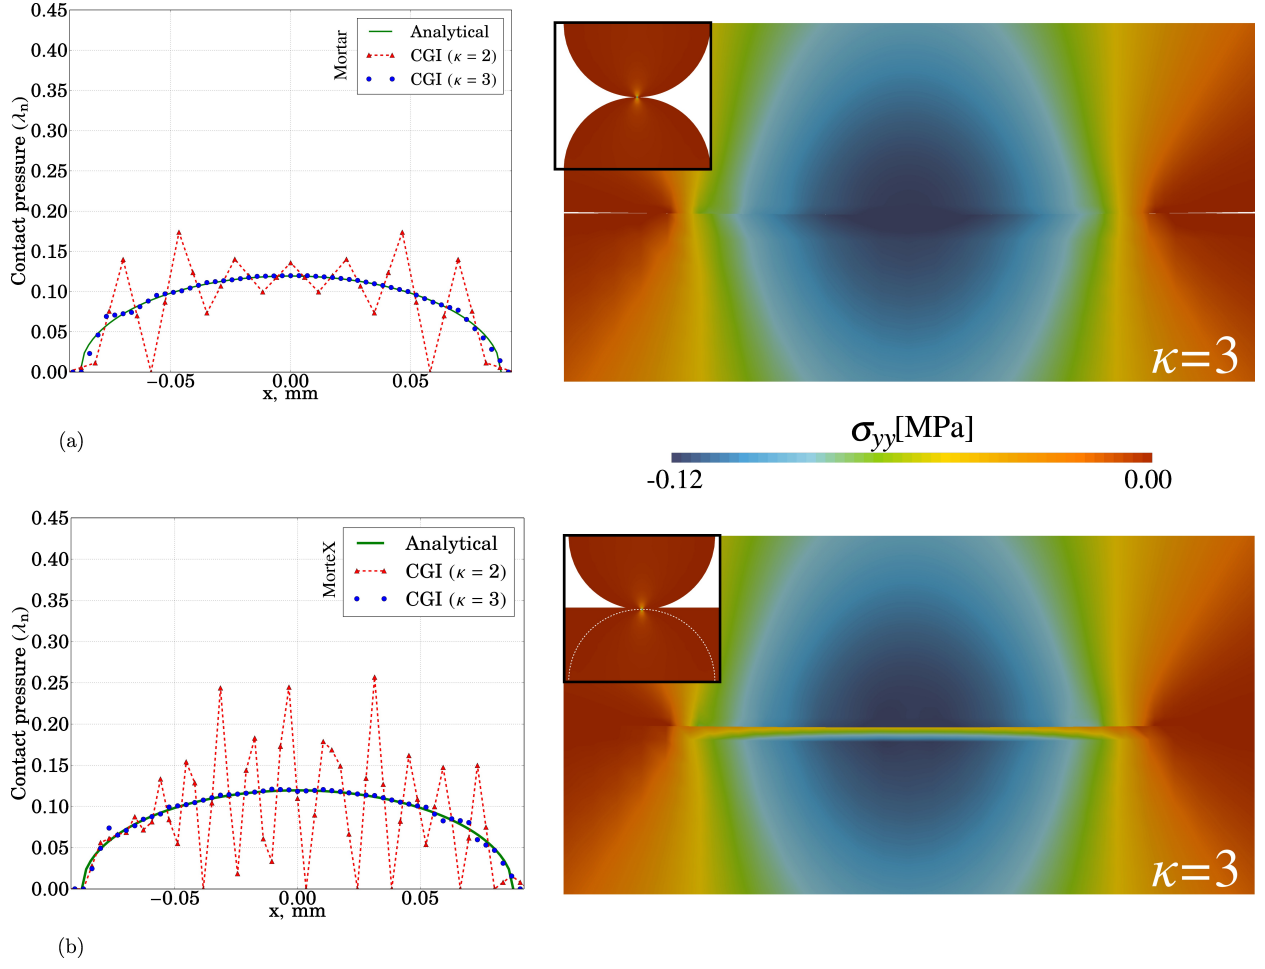 0.45
0.40
0.35
0.30
0.25
0.20
0.15
0.10
0.05
0.00
Contact pressure (λn)
−0.05
0.00
0.05
x, mm
Mortar
Analytical
CGI (κ = 2)
CGI (κ = 3)
(a)
κ=3
σyy[MPa]
-0.12
0.00
0.45
0.40
0.35
0.30
0.25
0.20
0.15
0.10
0.05
0.00
Contact pressure (λn)
−0.05
0.00
0.05
x, mm
MorteX
Analytical
CGI (κ = 2)
CGI (κ = 3)
(b)
κ=3